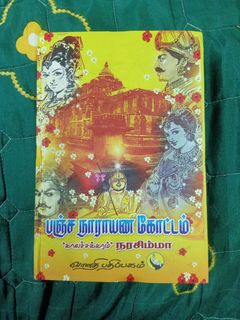 பஞ்ச நாராயண கோட்டம்
"காலச்சக்கரம்" நரசிம்மா
வானதி பதிப்பகம்